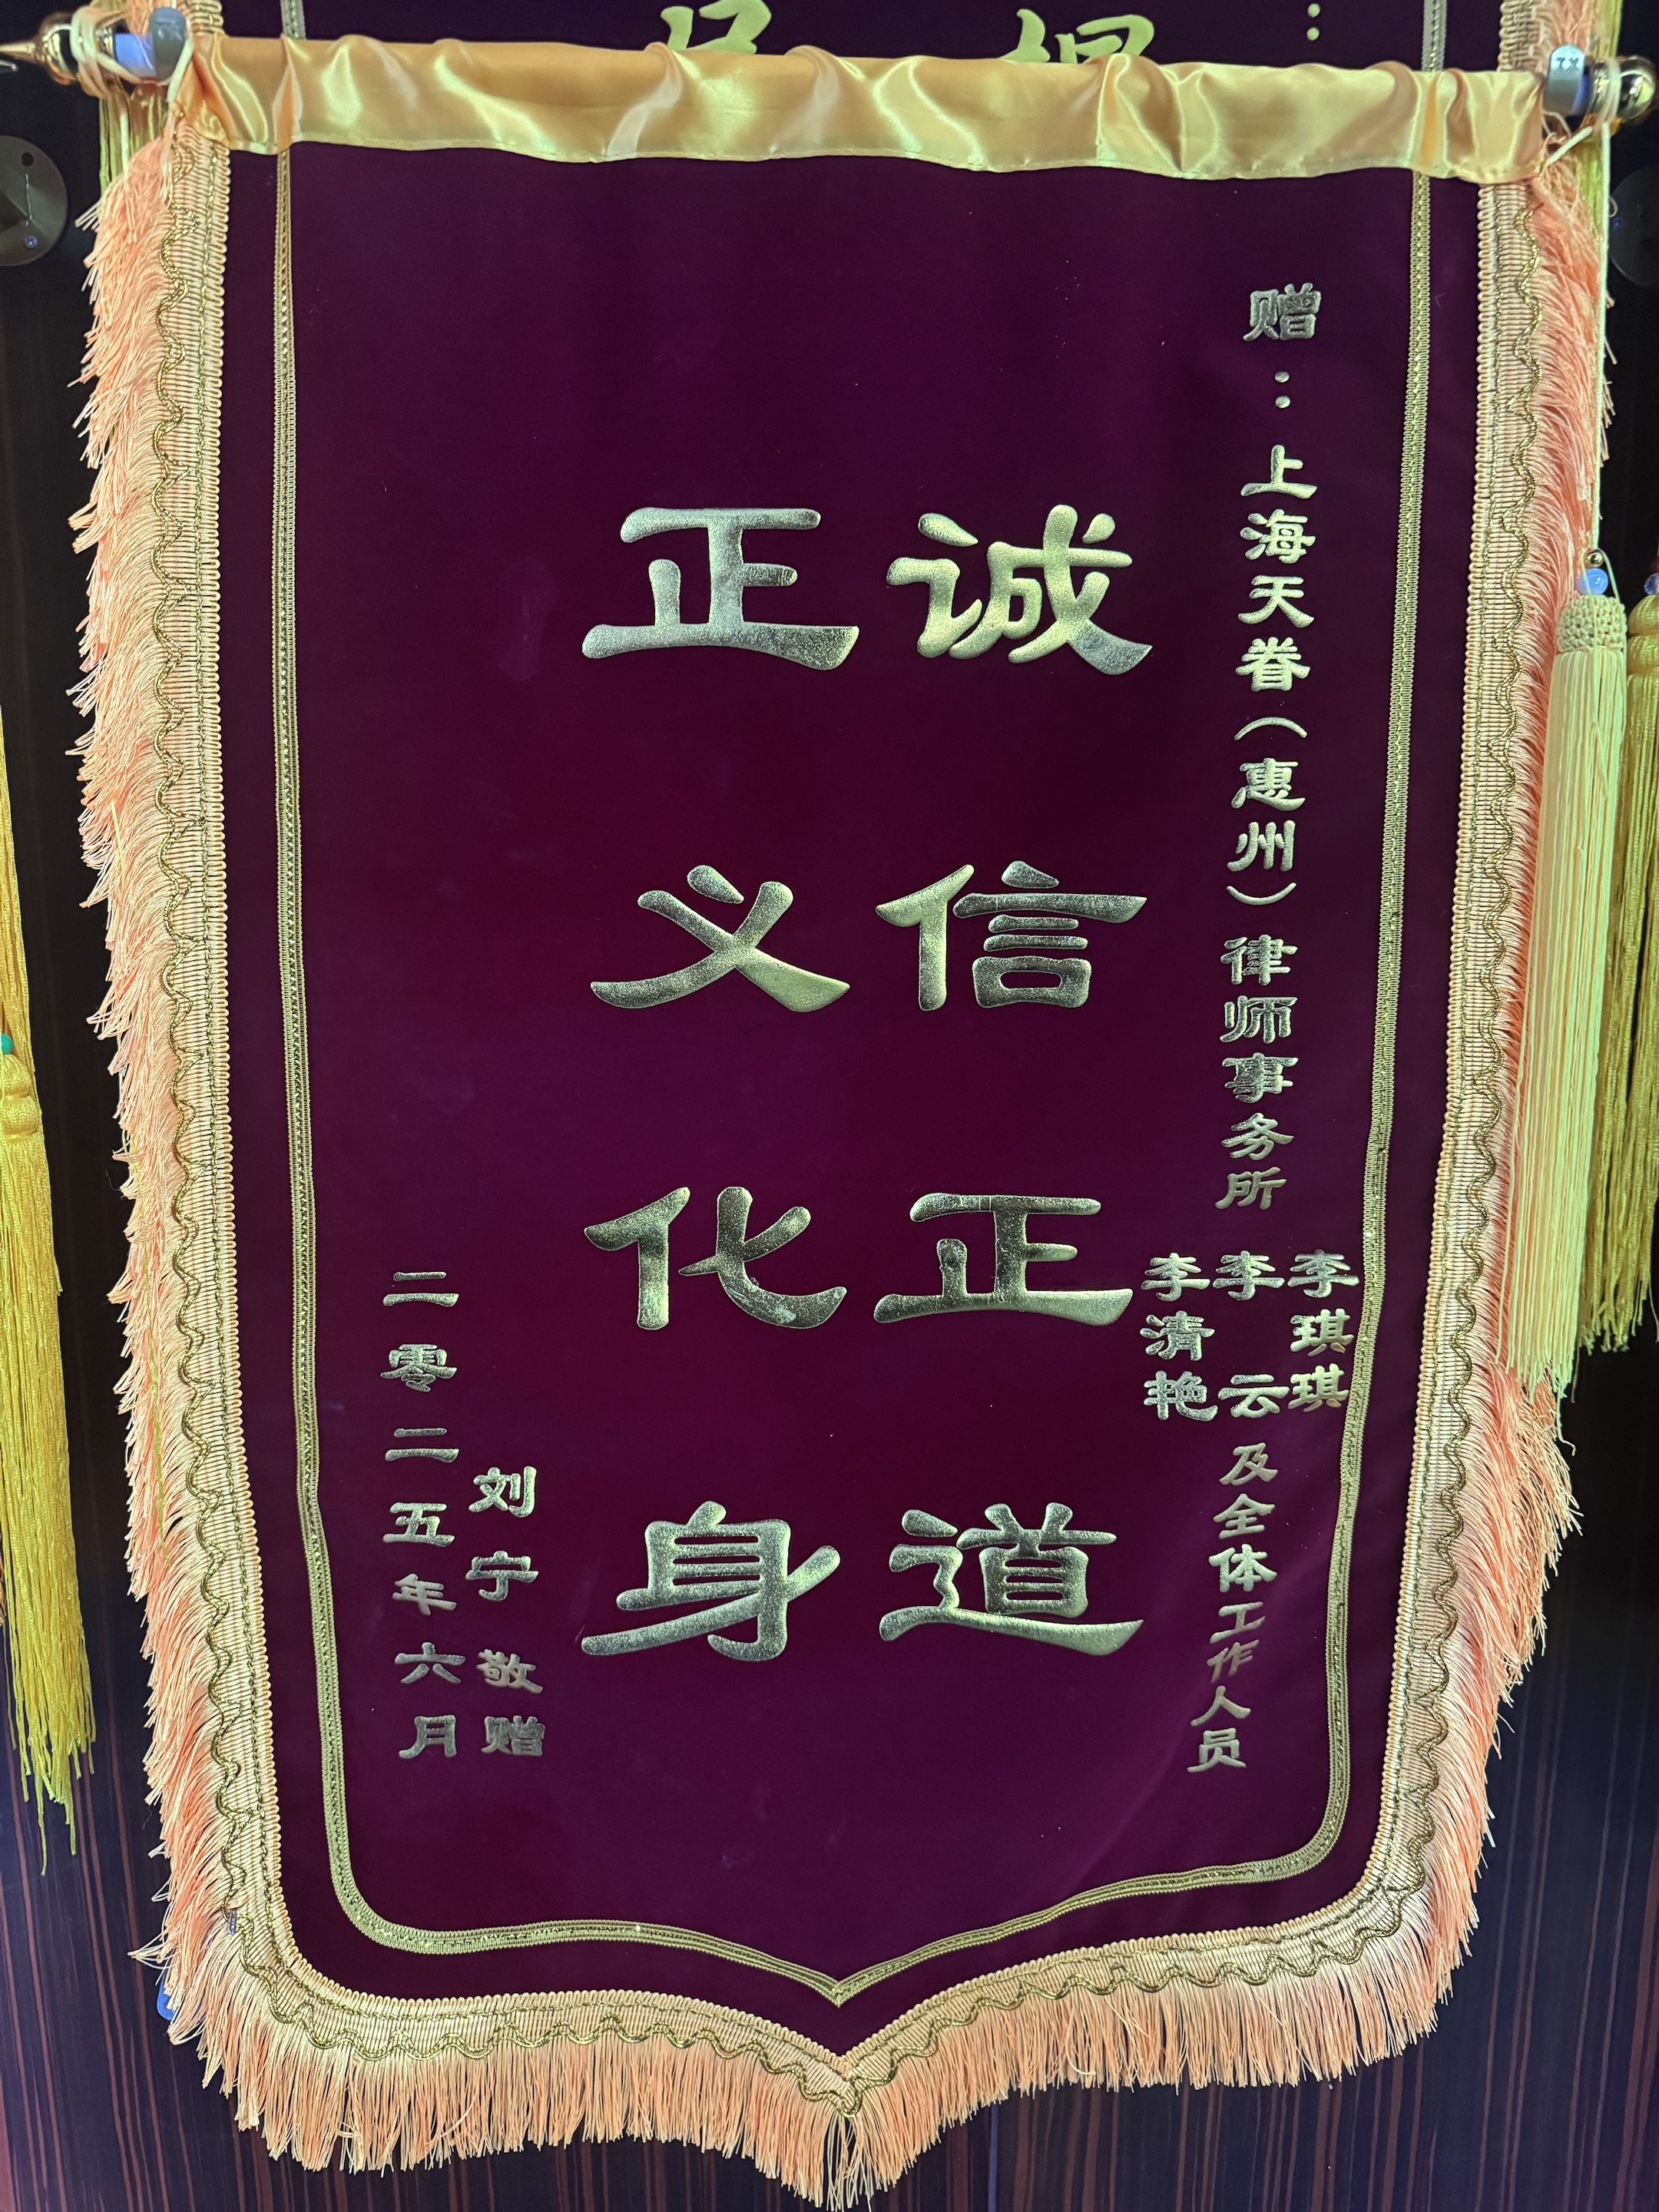 赠：上海天眷（惠州）律师事务所
李琪琪
李云
李清艳
及全体工作人员
诚信正道
正义化身
刘宁 敬赠
二零二五年六月